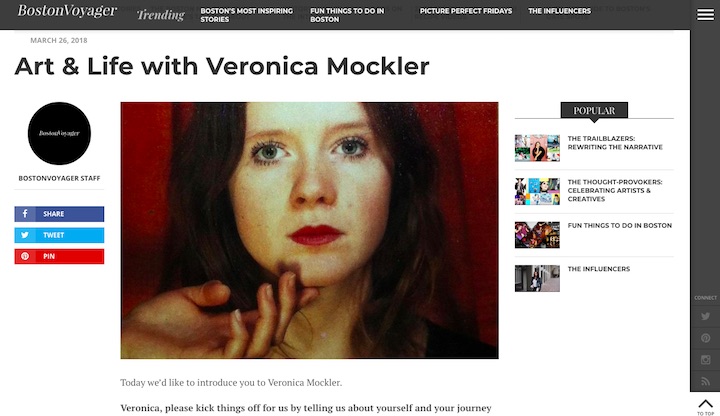 BostonVoyager
Trending
BOSTON'S MOST INSPIRING
STORIES
FUN THINGS TO DO IN
BOSTON
PICTURE PERFECT FRIDAYS
THE INFLUENCERS
MARCH 26, 2018
Art & Life with Veronica Mockler
BostonVoyager
BOSTONVOYAGER STAFF
SHARE
TWEET
PIN
POPULAR
THE TRAILBLAZERS:
REWRITING THE NARRATIVE
THE THOUGHT-PROVOKERS:
CELEBRATING ARTISTS &
CREATIVES
FUN THINGS TO DO IN BOSTON
THE INFLUENCERS
CONNECT
TO TOP
Today we'd like to introduce you to Veronica Mockler.
Veronica, please kick things off for us by telling us about yourself and your journey